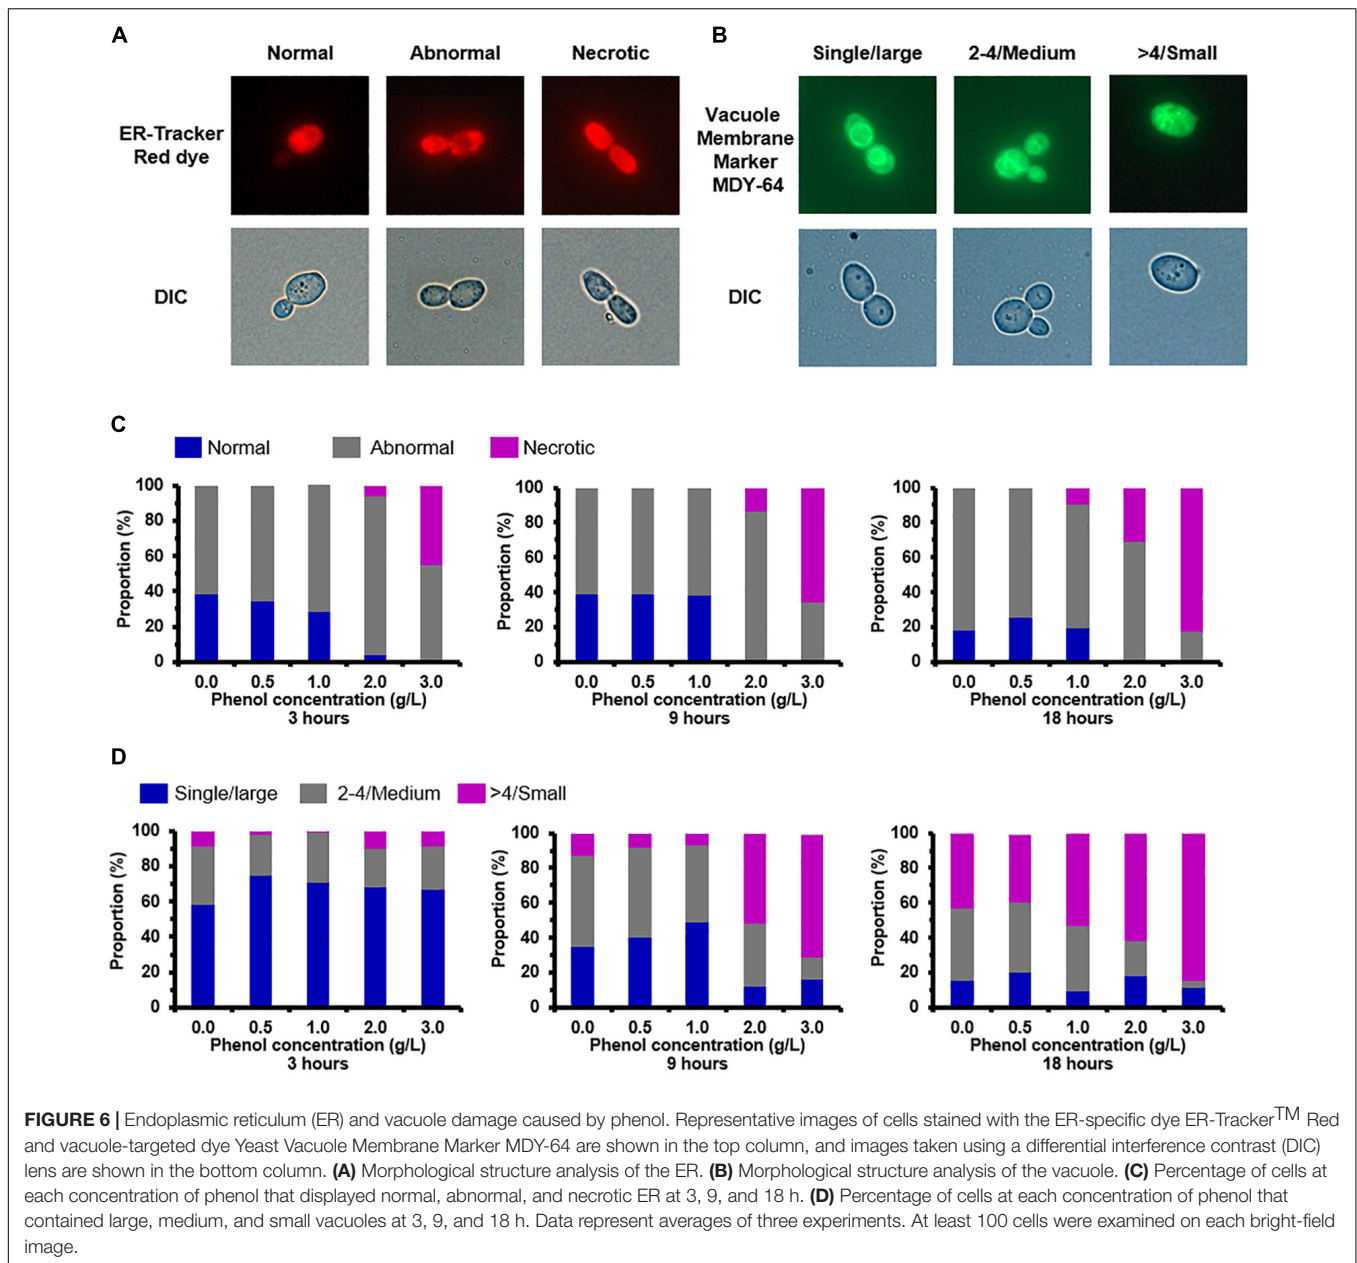 A
B
Normal
Abnormal
Necrotic
Single/large
2-4/Medium
>4/Small
ER-Tracker
Red dye
Vacuole
Membrane
Marker
MDY-64
DIC
DIC
C
Normal
Abnormal
Necrotic
100
80
60
40
20
0
Proportion (%)
0.0 0.5 1.0 2.0 3.0
Phenol concentration (g/L)
3 hours
100
80
60
40
20
0
Proportion (%)
0.0 0.5 1.0 2.0 3.0
Phenol concentration (g/L)
9 hours
100
80
60
40
20
0
Proportion (%)
0.0 0.5 1.0 2.0 3.0
Phenol concentration (g/L)
18 hours
D
Single/large
2-4/Medium
>4/Small
100
80
60
40
20
0
Proportion (%)
0.0 0.5 1.0 2.0 3.0
Phenol concentration (g/L)
3 hours
100
80
60
40
20
0
Proportion (%)
0.0 0.5 1.0 2.0 3.0
Phenol concentration (g/L)
9 hours
100
80
60
40
20
0
Proportion (%)
0.0 0.5 1.0 2.0 3.0
Phenol concentration (g/L)
18 hours
FIGURE 6 | Endoplasmic reticulum (ER) and vacuole damage caused by phenol. Representative images of cells stained with the ER-specific dye ER-Tracker™ Red
and vacuole-targeted dye Yeast Vacuole Membrane Marker MDY-64 are shown in the top column, and images taken using a differential interference contrast (DIC)
lens are shown in the bottom column. (A) Morphological structure analysis of the ER. (B) Morphological structure analysis of the vacuole. (C) Percentage of cells at
each concentration of phenol that displayed normal, abnormal, and necrotic ER at 3, 9, and 18 h. (D) Percentage of cells at each concentration of phenol that
contained large, medium, and small vacuoles at 3, 9, and 18 h. Data represent averages of three experiments. At least 100 cells were examined on each bright-field
image.